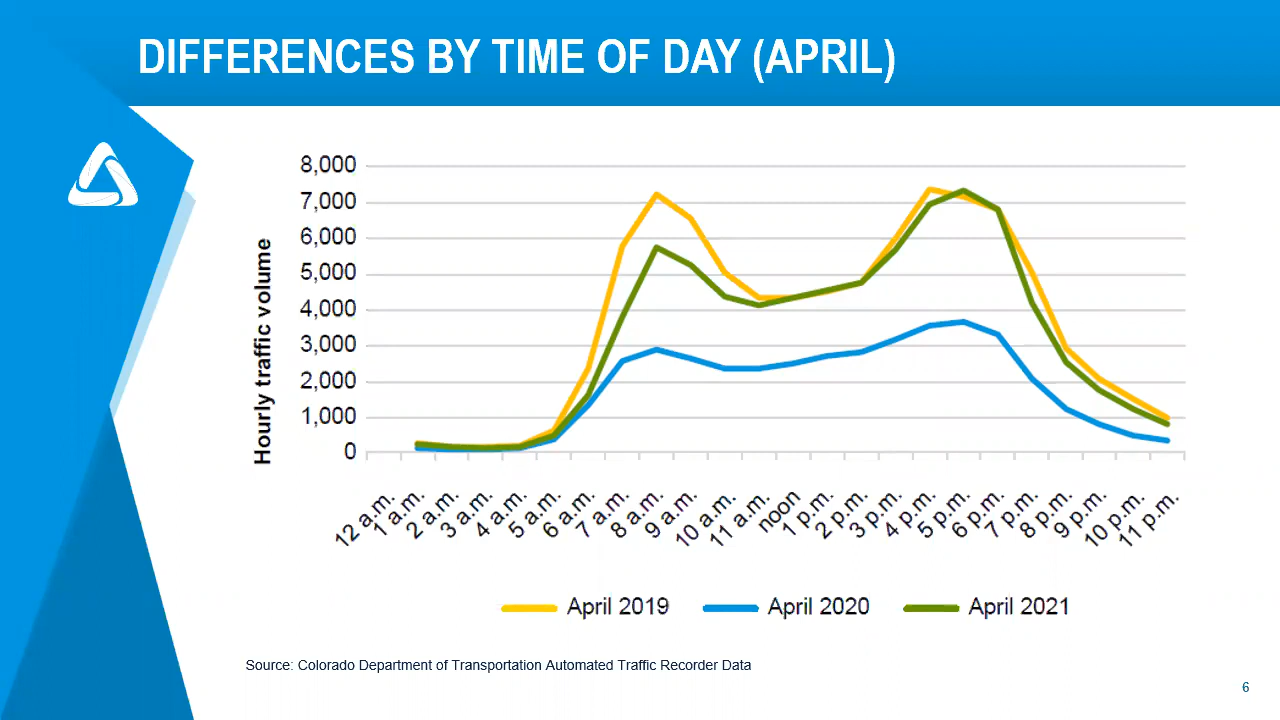 DIFFERENCES BY TIME OF DAY (APRIL)
Hourly traffic volume
8,000
7,000
6,000
5,000
4,000
3,000
2,000
1,000
0
12 a.m.
1 a.m.
2 a.m.
3 a.m.
4 a.m.
5 a.m.
6 a.m.
7 a.m.
8 a.m.
9 a.m.
10 a.m.
11 a.m.
noon
1 p.m.
2 p.m.
3 p.m.
4 p.m.
5 p.m.
6 p.m.
7 p.m.
8 p.m.
9 p.m.
10 p.m.
11 p.m.
April 2019 April 2020 April 2021
Source: Colorado Department of Transportation Automated Traffic Recorder Data
6